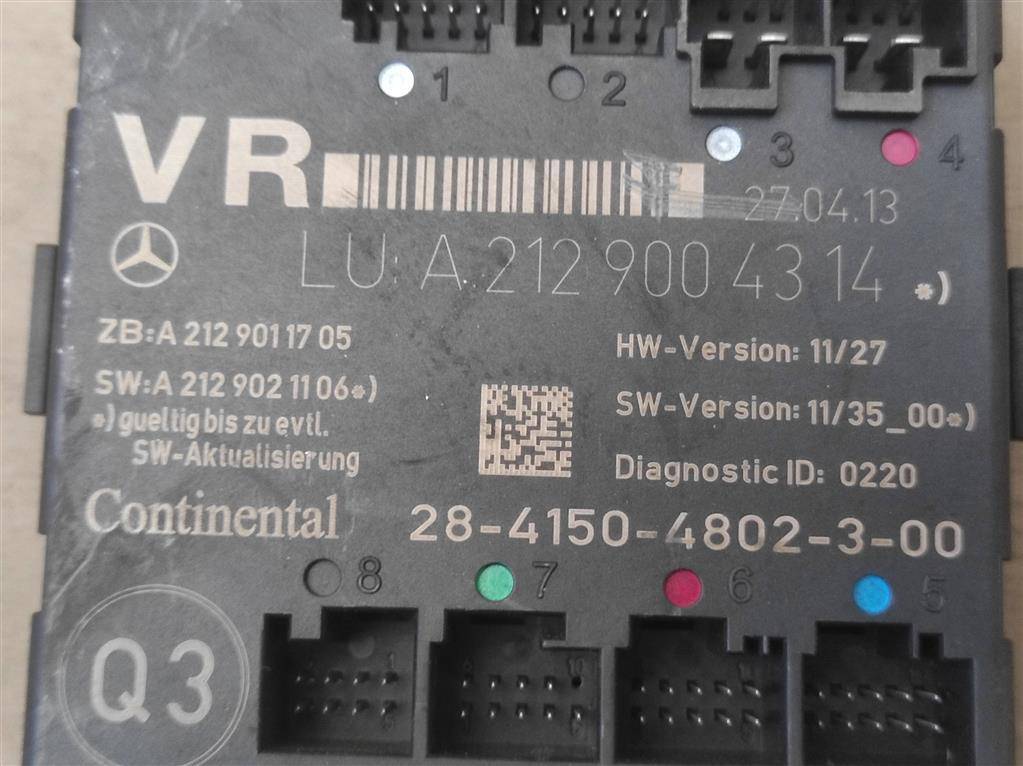 1 2
3 4
VR
27.04.13
LU: A 212 900 43 14 *)
ZB:A 212 901 17 05
HW-Version: 11/27
SW:A 212 902 11 06*)
SW-Version: 11/35_00*)
*) gueltig bis zu evtl.
SW-Aktualisierung
Diagnostic ID: 0220
Continental 28-4150-4802-3-00
8 7 6 5
Q3